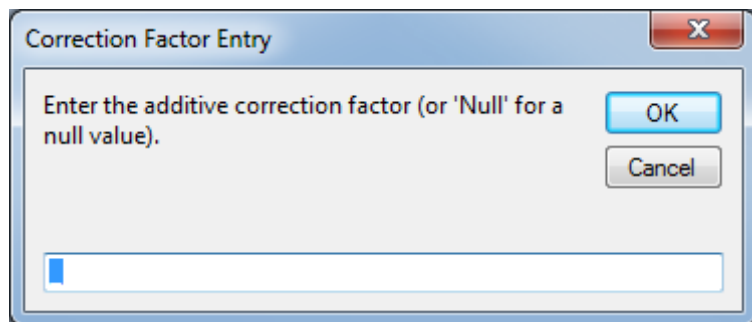 Correction Factor Entry
Enter the additive correction factor (or 'Null' for a
null value).
OK
Cancel